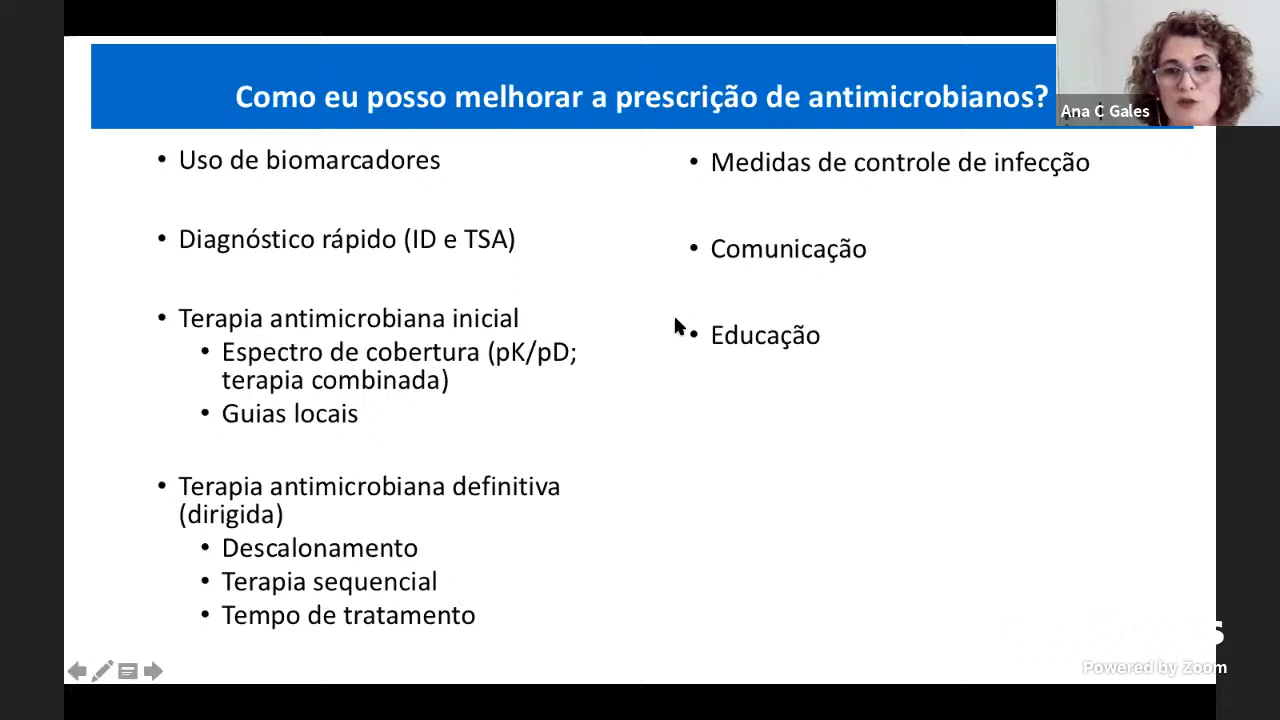 Como eu posso melhorar a prescrição de antimicrobianos?
Ana C Gales
• Uso de biomarcadores
• Diagnóstico rápido (ID e TSA)
• Terapia antimicrobiana inicial
• Espectro de cobertura (pK/pD;
terapia combinada)
• Guias locais
• Terapia antimicrobiana definitiva
(dirigida)
• Descalonamento
• Terapia sequencial
• Tempo de tratamento
• Medidas de controle de infecção
• Comunicação
• Educação
Powered by Zoom